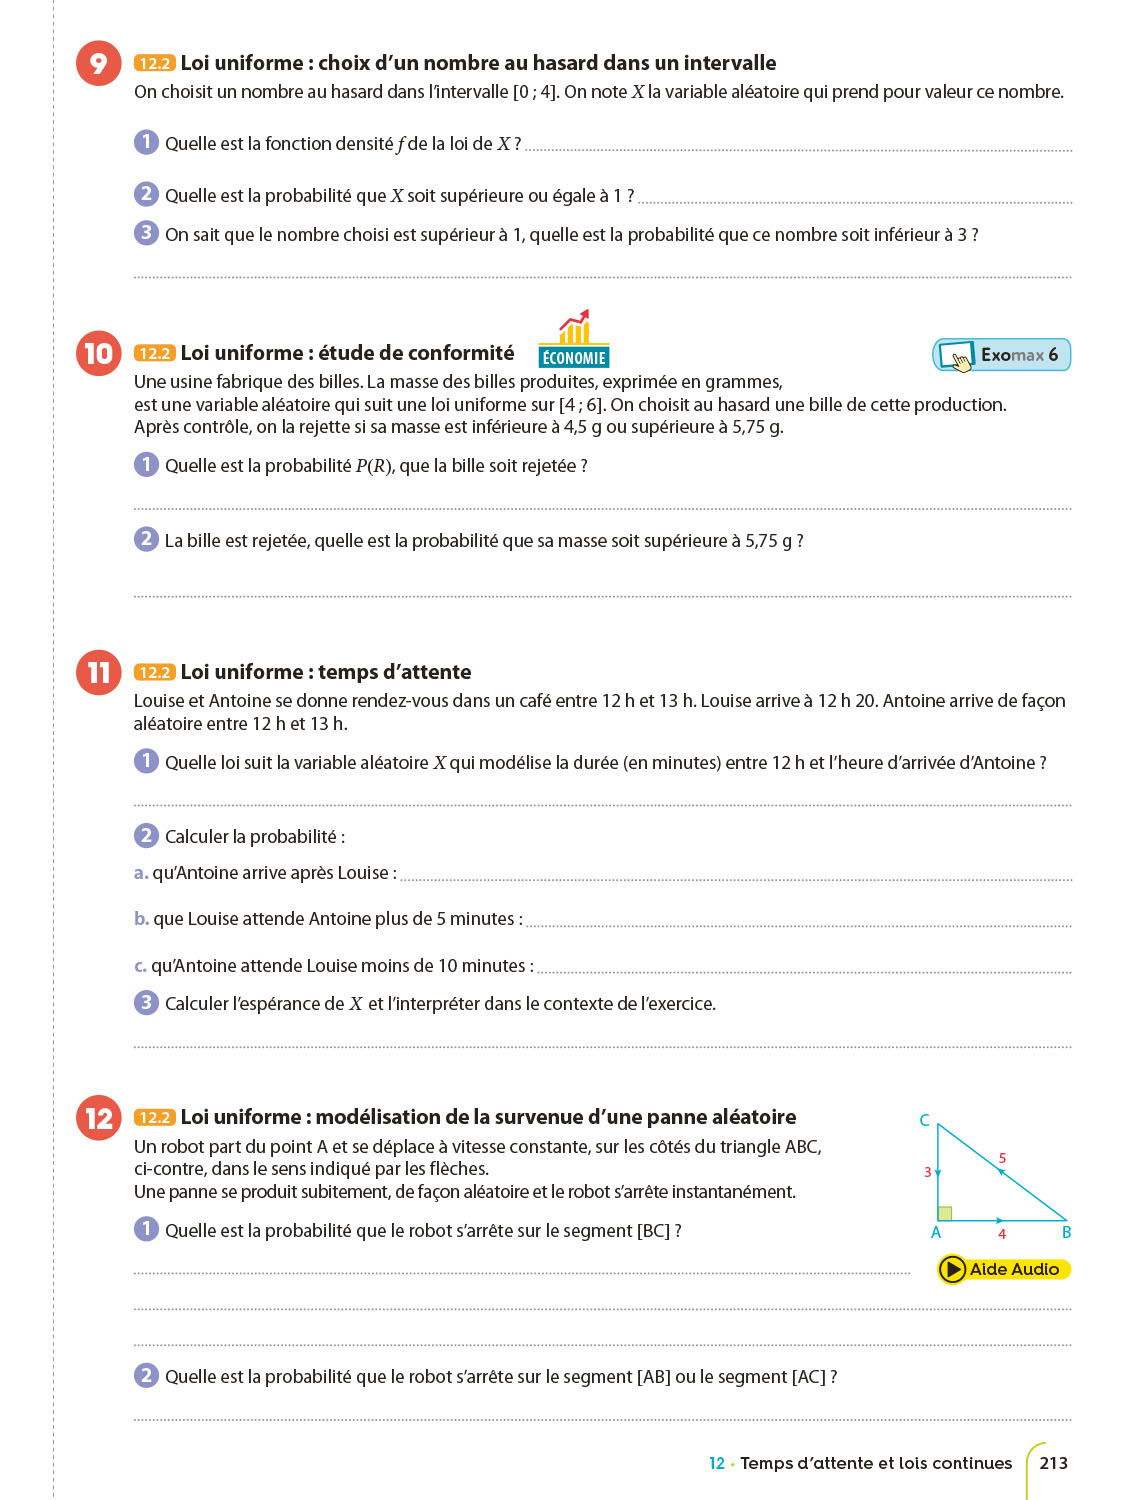 9 12.2 Loi uniforme : choix d’un nombre au hasard dans un intervalle
On choisit un nombre au hasard dans l’intervalle [0 ; 4]. On note X la variable aléatoire qui prend pour valeur ce nombre.
1 Quelle est la fonction densité f de la loi de X ?
2 Quelle est la probabilité que X soit supérieure ou égale à 1 ?
3 On sait que le nombre choisi est supérieur à 1, quelle est la probabilité que ce nombre soit inférieur à 3 ?
10 12.2 Loi uniforme : étude de conformité
ÉCONOMIE
Exomax 6
Une usine fabrique des billes. La masse des billes produites, exprimée en grammes,
est une variable aléatoire qui suit une loi uniforme sur [4 ; 6]. On choisit au hasard une bille de cette production.
Après contrôle, on la rejette si sa masse est inférieure à 4,5 g ou supérieure à 5,75 g.
1 Quelle est la probabilité P(R), que la bille soit rejetée ?
2 La bille est rejetée, quelle est la probabilité que sa masse soit supérieure à 5,75 g ?
11 12.2 Loi uniforme : temps d’attente
Louise et Antoine se donne rendez-vous dans un café entre 12 h et 13 h. Louise arrive à 12 h 20. Antoine arrive de façon
aléatoire entre 12 h et 13 h.
1 Quelle loi suit la variable aléatoire X qui modélise la durée (en minutes) entre 12 h et l’heure d’arrivée d’Antoine ?
2 Calculer la probabilité :
a. qu’Antoine arrive après Louise :
b. que Louise attende Antoine plus de 5 minutes :
c. qu’Antoine attende Louise moins de 10 minutes :
3 Calculer l’espérance de X et l’interpréter dans le contexte de l’exercice.
12 12.2 Loi uniforme : modélisation de la survenue d’une panne aléatoire
Un robot part du point A et se déplace à vitesse constante, sur les côtés du triangle ABC,
ci-contre, dans le sens indiqué par les flèches.
Une panne se produit subitement, de façon aléatoire et le robot s’arrête instantanément.
C
5
3
A
4
B
1 Quelle est la probabilité que le robot s’arrête sur le segment [BC] ?
Aide Audio
2 Quelle est la probabilité que le robot s’arrête sur le segment [AB] ou le segment [AC] ?
12 • Temps d’attente et lois continues 213